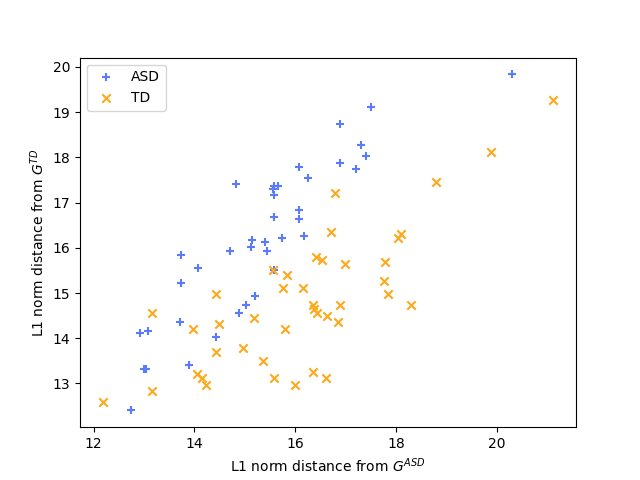 20
19
18
17
16
15
14
13
L1 norm distance from G^{TD}
ASD
TD
12 14 16 18 20
L1 norm distance from G^{ASD}